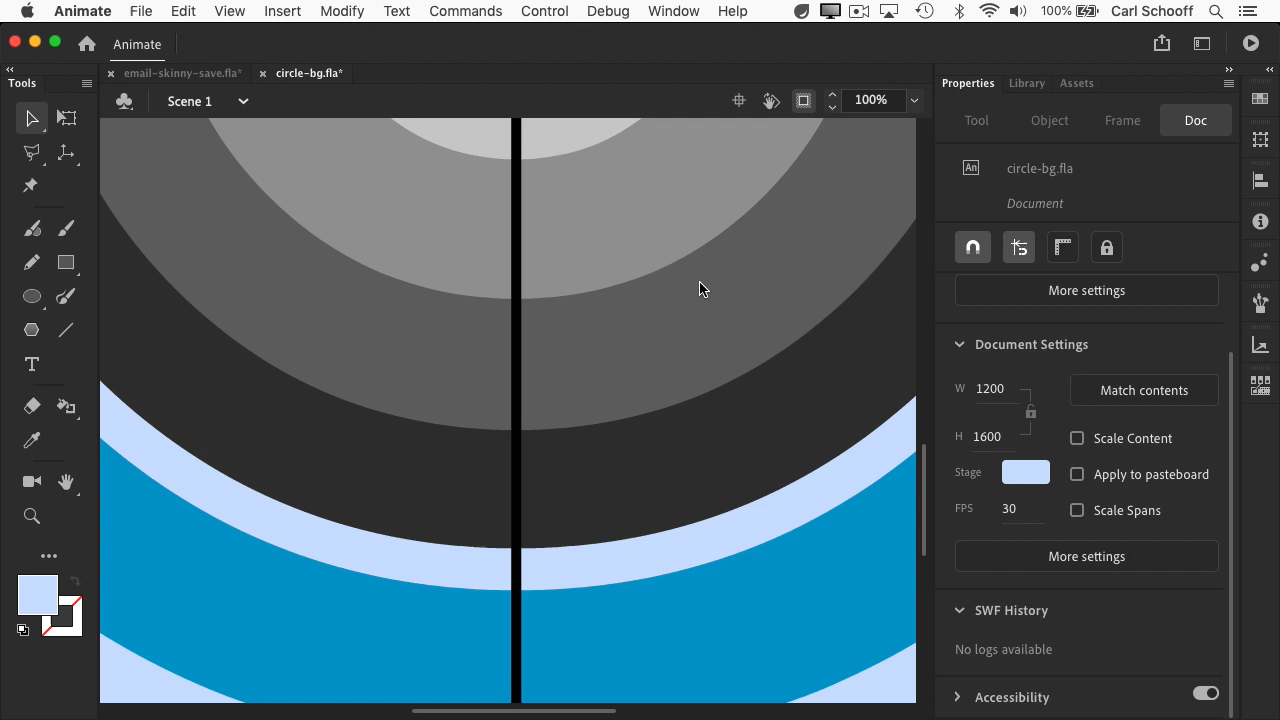 Animate File Edit View Insert Modify Text Commands Control Debug Window Help 100% Carl Schooff
Animate
Tools
email-skinny-save.fla*
circle-bg.fla*
Scene 1
100%
Properties Library Assets
Tool Object Frame Doc
An circle-bg.fla
Document
More settings
Document Settings
W 1200
Match contents
H 1600
Scale Content
Stage
Apply to pasteboard
FPS 30
Scale Spans
More settings
SWF History
No logs available
Accessibility